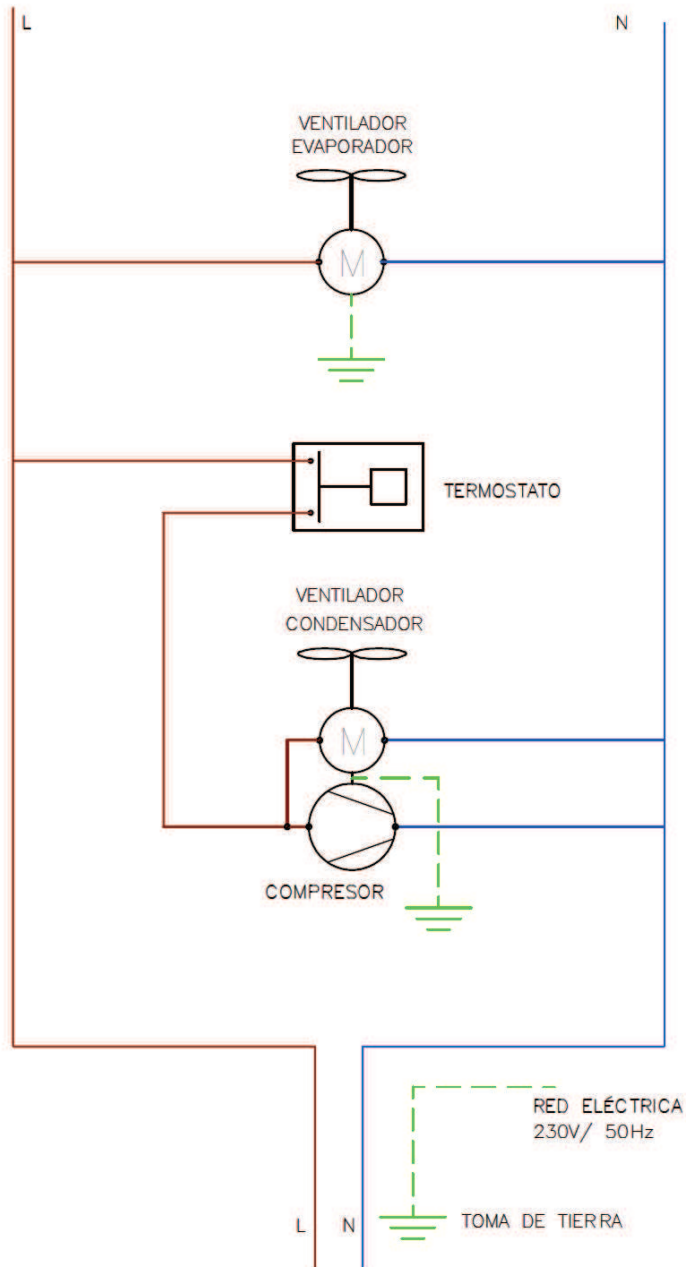 L
N
VENTILADOR
EVAPORADOR
M
TERMOSTATO
VENTILADOR
CONDENSADOR
M
COMPRESOR
RED ELÉCTRICA
230V/ 50Hz
L
N
TOMA DE TIERRA